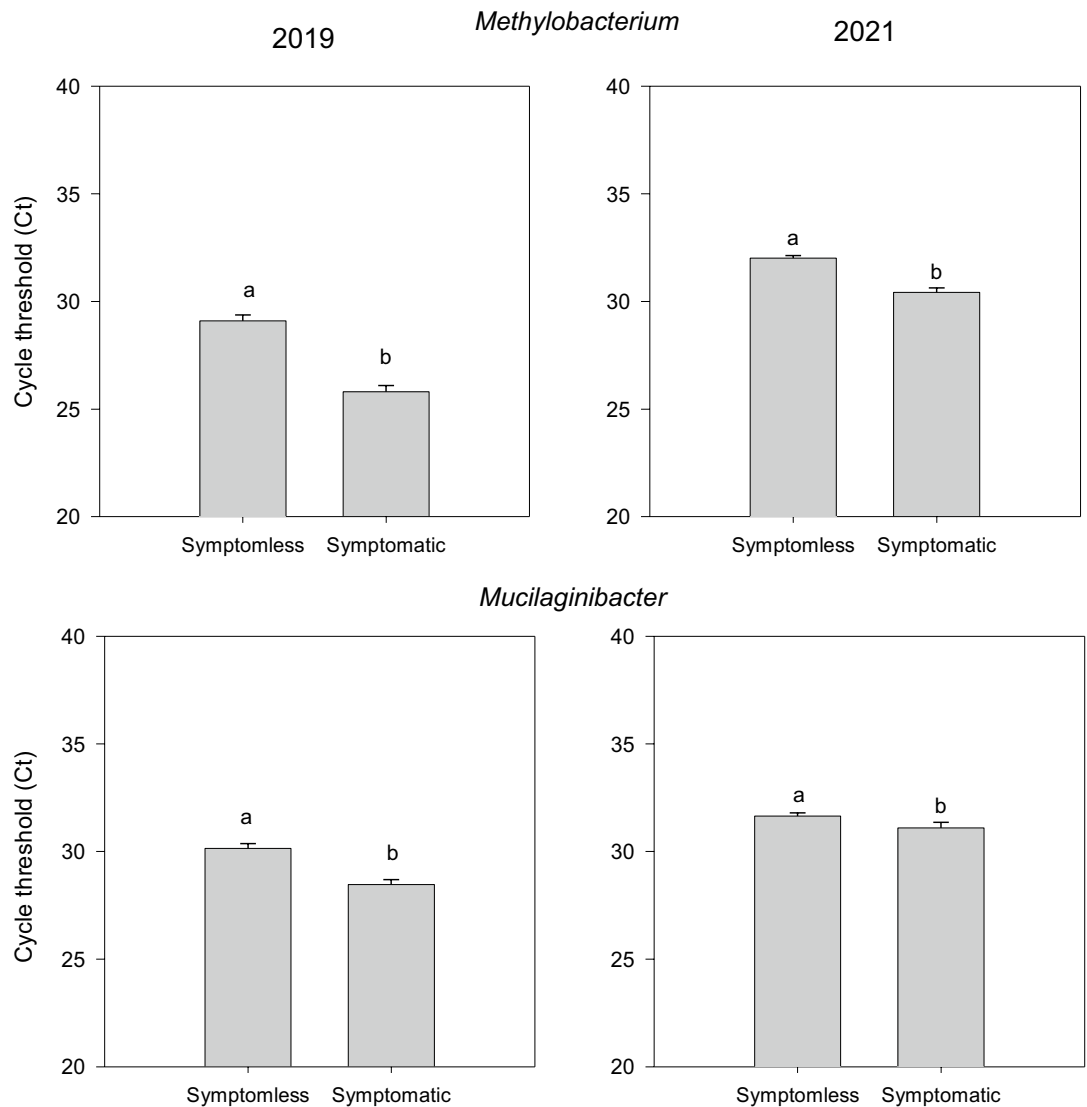 Methylobacterium
2019
2021
40
35
30
25
20
Cycle threshold (Ct)
a
b
Symptomless
Symptomatic
40
35
30
25
20
a
b
Symptomless
Symptomatic
Mucilaginibacter
40
35
30
25
20
Cycle threshold (Ct)
a
b
Symptomless
Symptomatic
40
35
30
25
20
a
b
Symptomless
Symptomatic